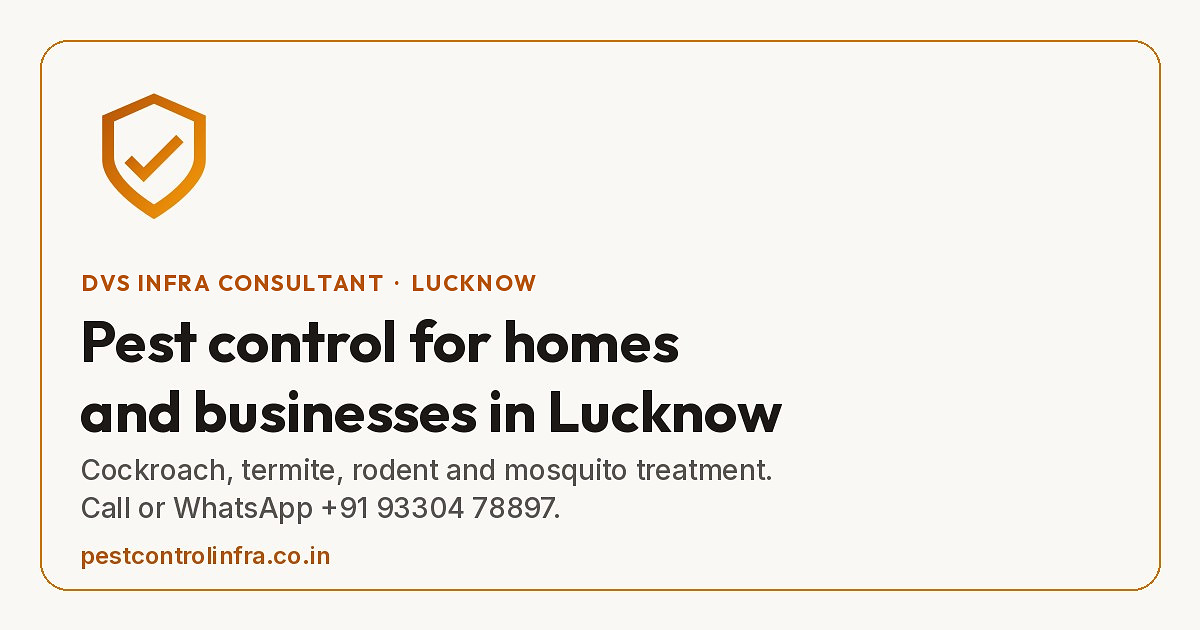 DVS INFRA CONSULTANT · LUCKNOW
Pest control for homes
and businesses in Lucknow
Cockroach, termite, rodent and mosquito treatment.
Call or WhatsApp +91 93304 78897.
pestcontrolinfra.co.in